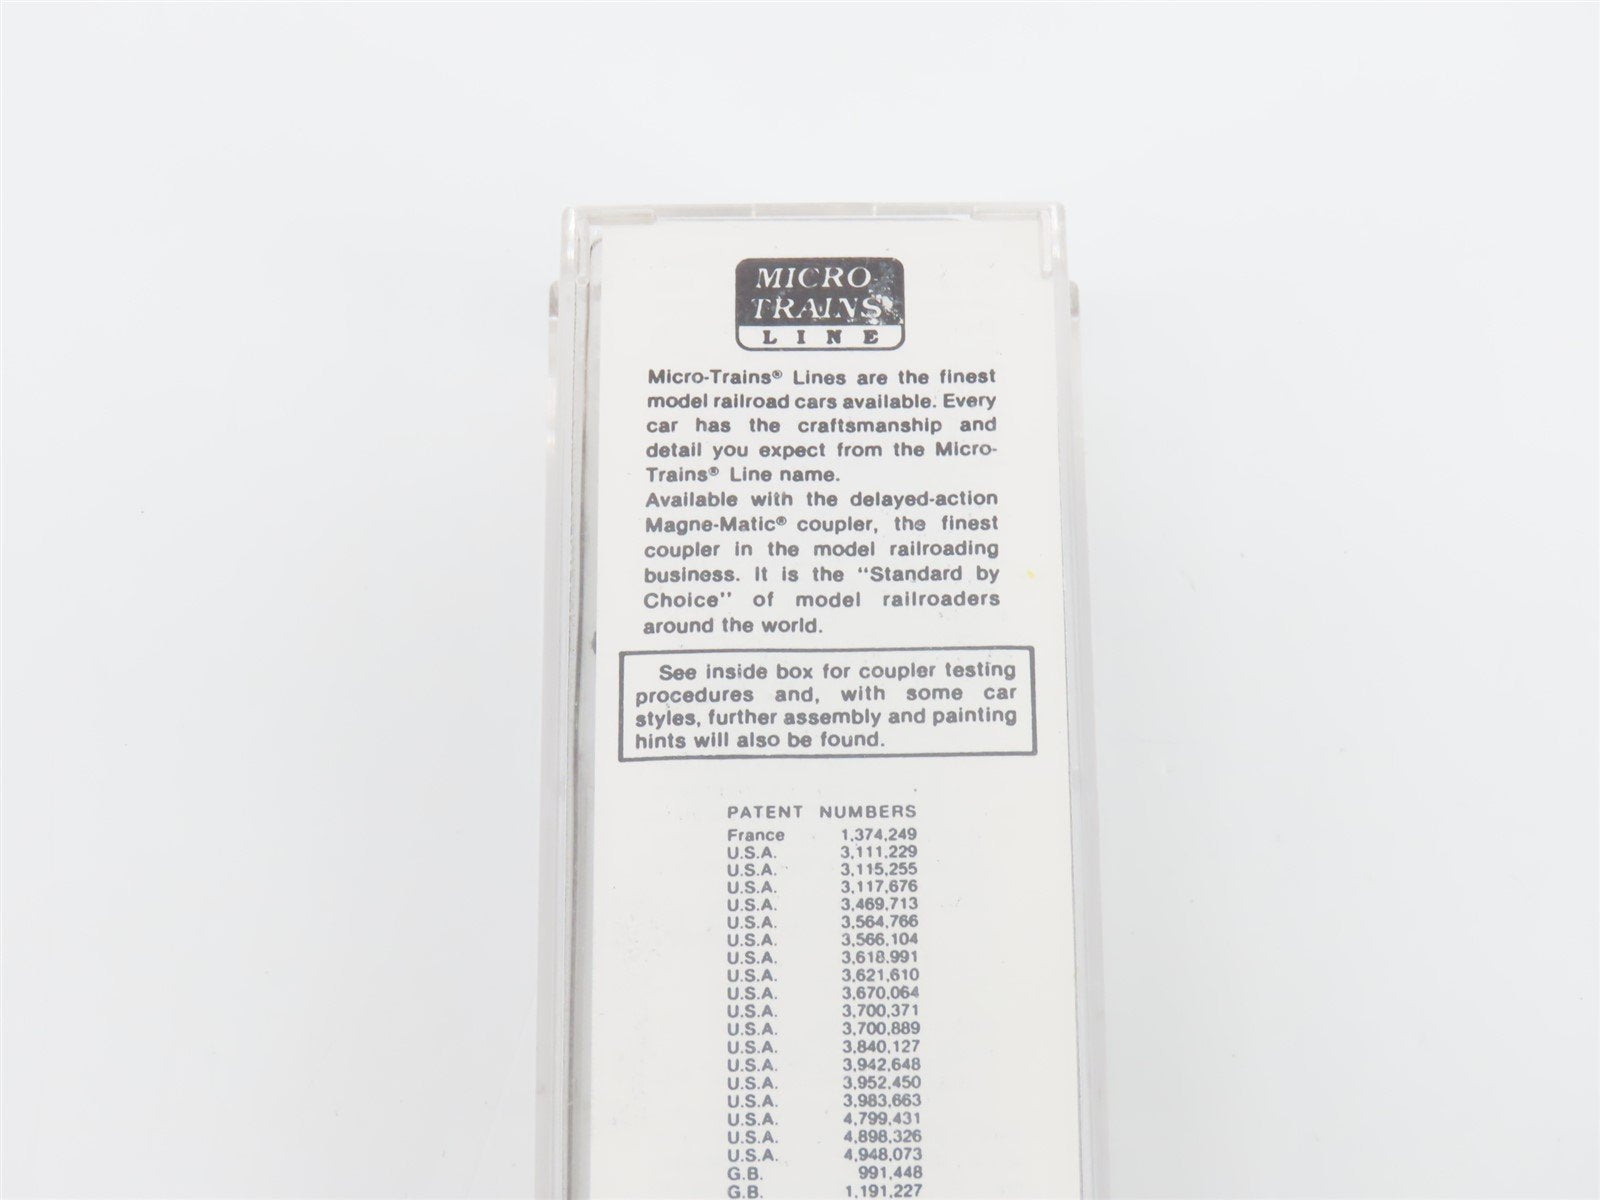 MICRO
TRAINS
LINE
Micro-Trains® Lines are the finest
model railroad cars available. Every
car has the craftsmanship and
detail you expect from the Micro-
Trains® Line name.
Available with the delayed-action
Magne-Matic® coupler, the finest
coupler in the model railroading
business. It is the "Standard by
Choice" of model railroaders
around the world.
See inside box for coupler testing
procedures and, with some car
styles, further assembly and painting
hints will also be found.
PATENT NUMBERS
France 1,374,249
U.S.A. 3,111,229
U.S.A. 3,115,255
U.S.A. 3,117,676
U.S.A. 3,469,713
U.S.A. 3,564,766
U.S.A. 3,566,104
U.S.A. 3,618,991
U.S.A. 3,621,610
U.S.A. 3,670,064
U.S.A. 3,700,371
U.S.A. 3,700,889
U.S.A. 3,840,127
U.S.A. 3,942,648
U.S.A. 3,952,450
U.S.A. 3,983,663
U.S.A. 4,799,431
U.S.A. 4,898,326
U.S.A. 4,948,073
G.B. 991,448
G.B. 1,191,227